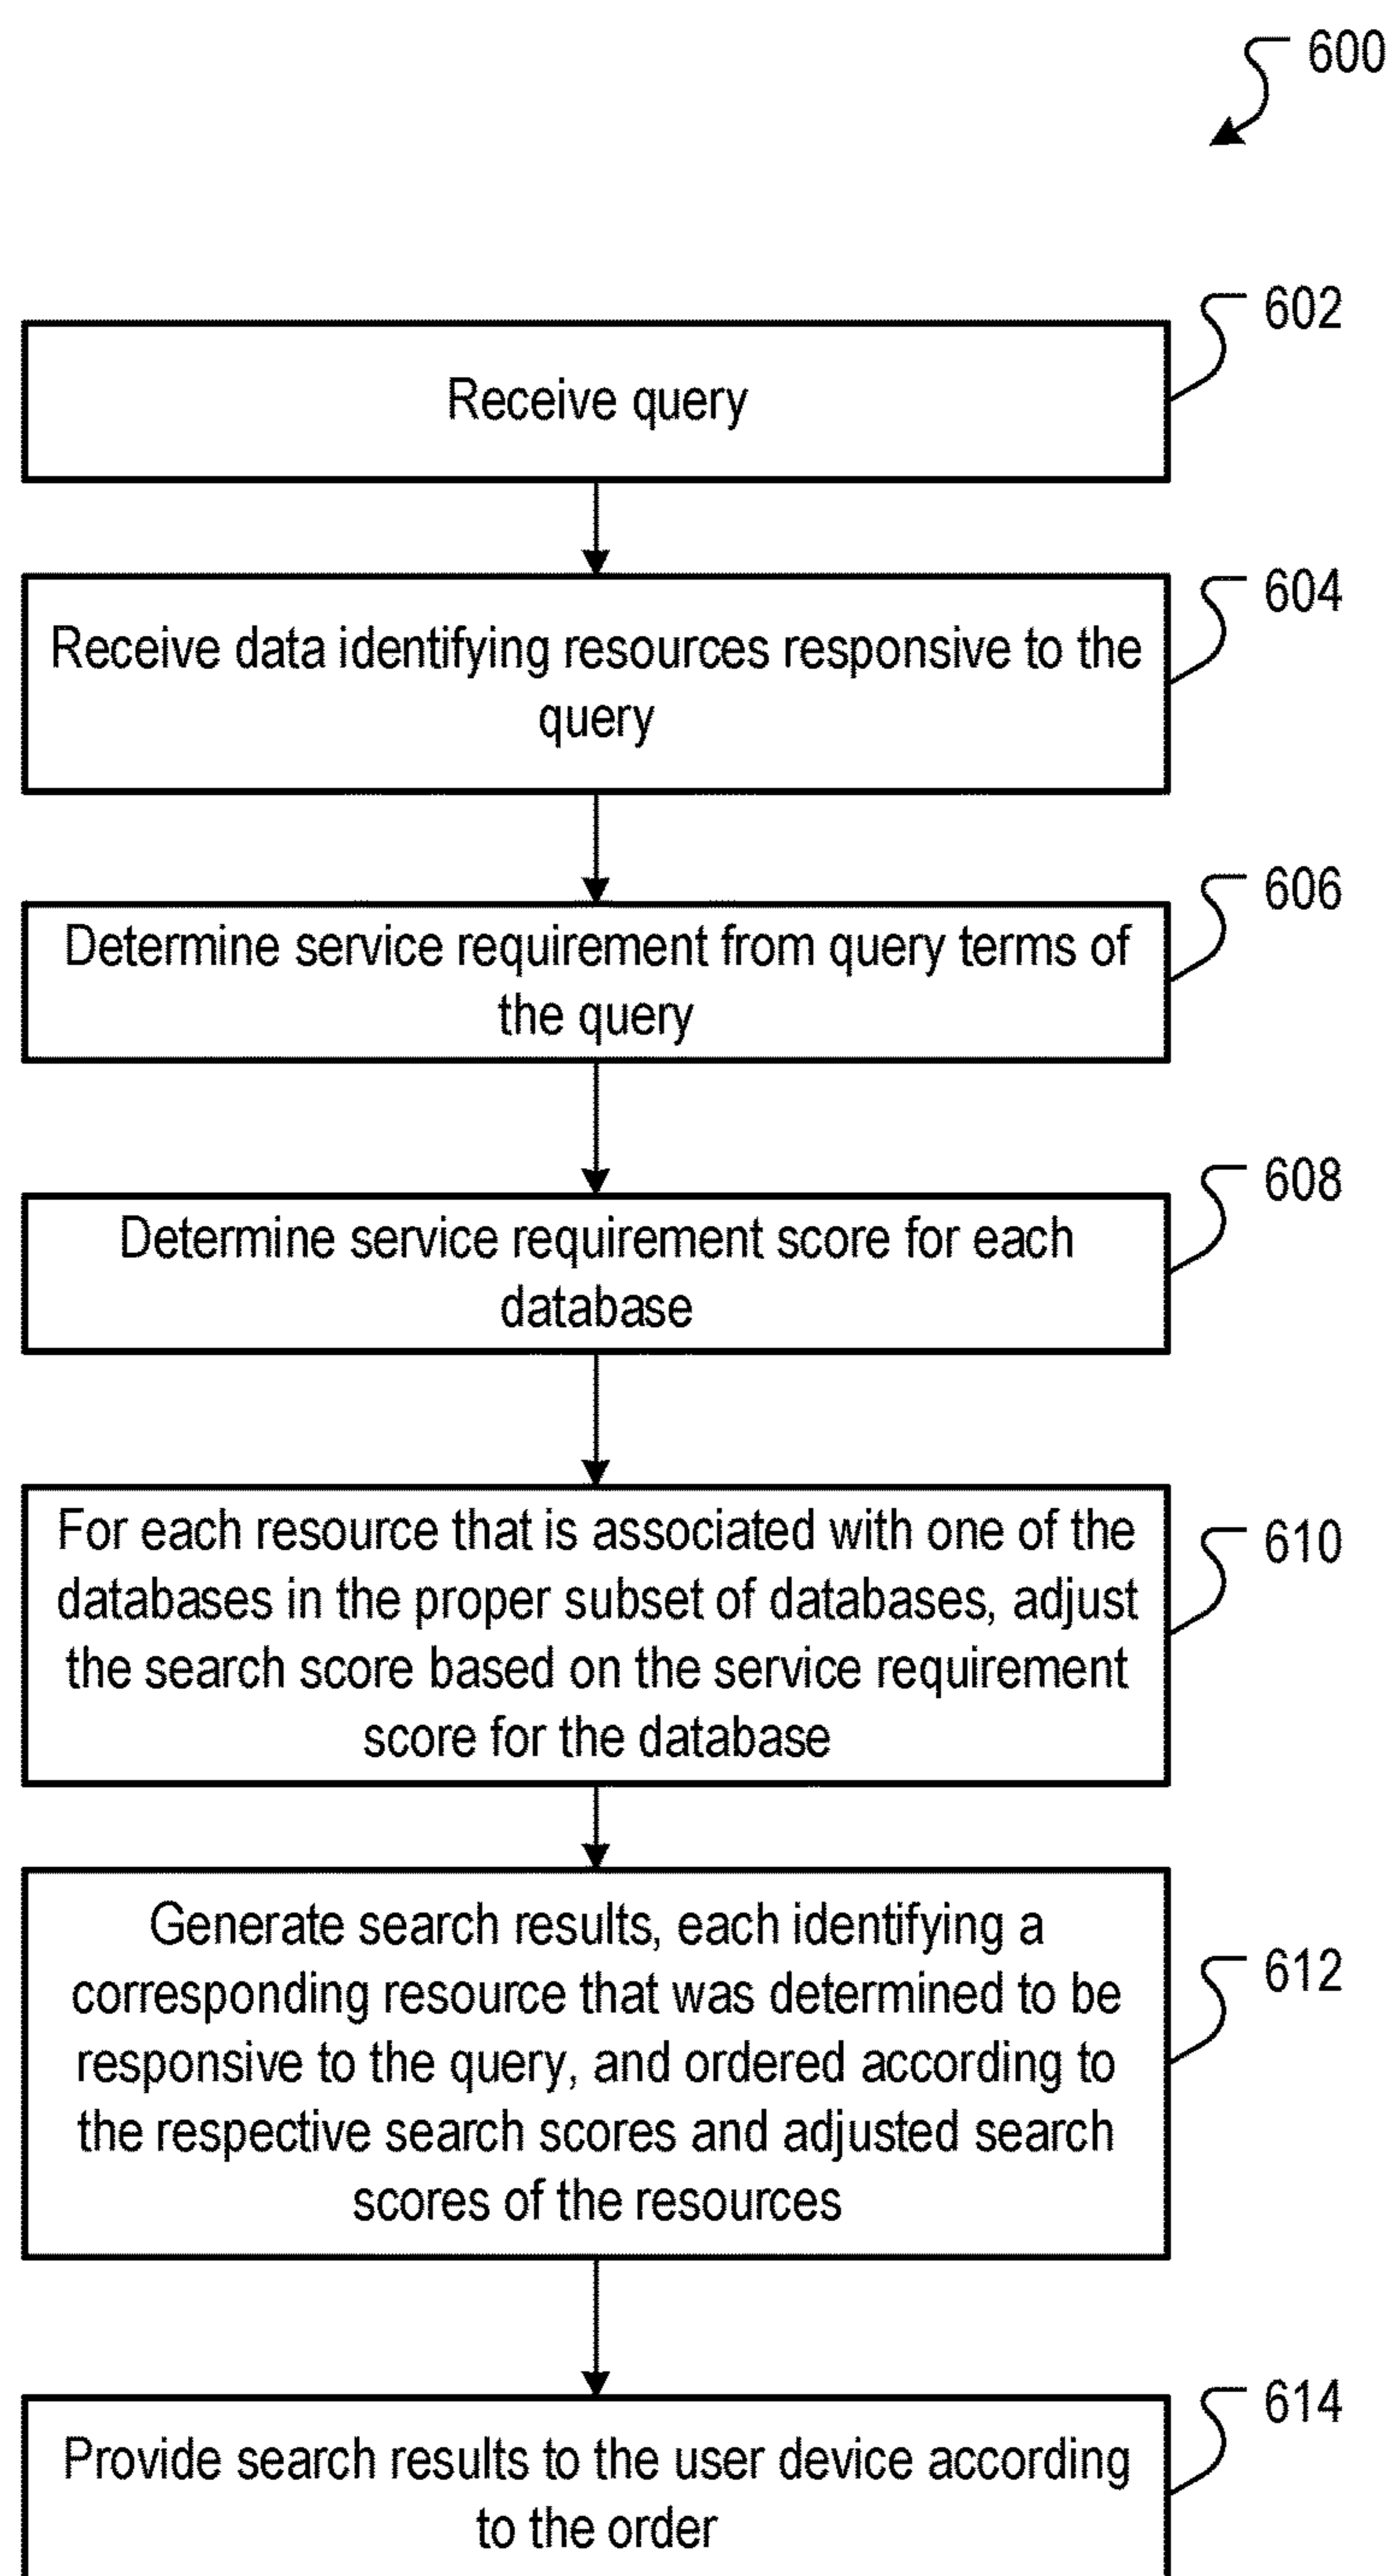 600
602
Receive query
604
Receive data identifying resources responsive to the
query
606
Determine service requirement from query terms of
the query
608
Determine service requirement score for each
database
610
For each resource that is associated with one of the
databases in the proper subset of databases, adjust
the search score based on the service requirement
score for the database
612
Generate search results, each identifying a
corresponding resource that was determined to be
responsive to the query, and ordered according to
the respective search scores and adjusted search
scores of the resources
614
Provide search results to the user device according
to the order